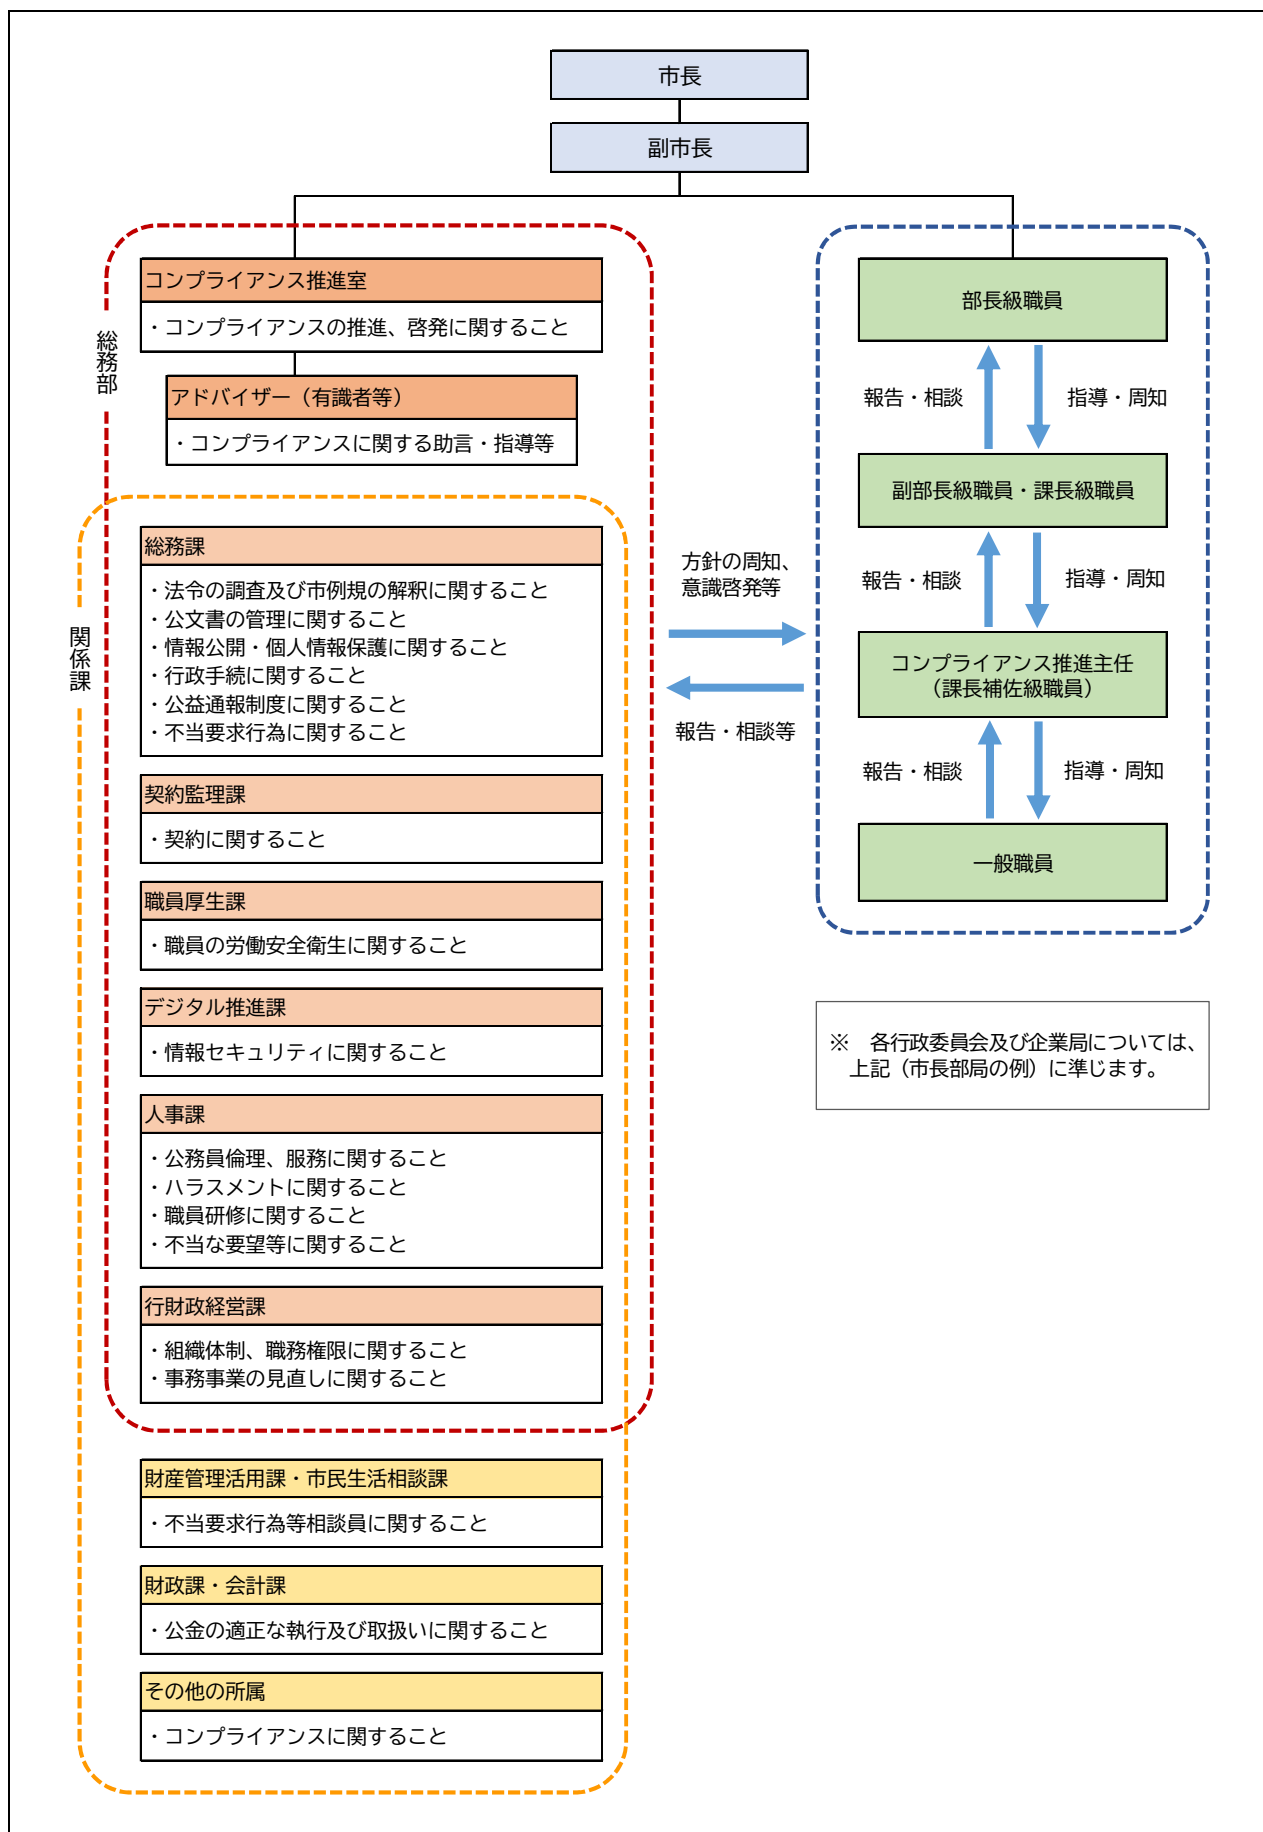 市長
副市長
総務部
コンプライアンス推進室
・コンプライアンスの推進、啓発に関すること
アドバイザー（有識者等）
・コンプライアンスに関する助言・指導等
関係課
総務課
・法令の調査及び市例規の解釈に関すること
・公文書の管理に関すること
・情報公開・個人情報保護に関すること
・行政手続に関すること
・公益通報制度に関すること
・不当要求行為に関すること
契約監理課
・契約に関すること
職員厚生課
・職員の労働安全衛生に関すること
デジタル推進課
・情報セキュリティに関すること
人事課
・公務員倫理、服務に関すること
・ハラスメントに関すること
・職員研修に関すること
・不当な要望等に関すること
行財政経営課
・組織体制、職務権限に関すること
・事務事業の見直しに関すること
財産管理活用課・市民生活相談課
・不当要求行為等相談員に関すること
財政課・会計課
・公金の適正な執行及び取扱いに関すること
その他の所属
・コンプライアンスに関すること
方針の周知、
意識啓発等
報告・相談等
部長級職員
報告・相談
指導・周知
副部長級職員・課長級職員
報告・相談
指導・周知
コンプライアンス推進主任
（課長補佐級職員）
報告・相談
指導・周知
一般職員
※　各行政委員会及び企業局については、
上記（市長部局の例）に準じます。